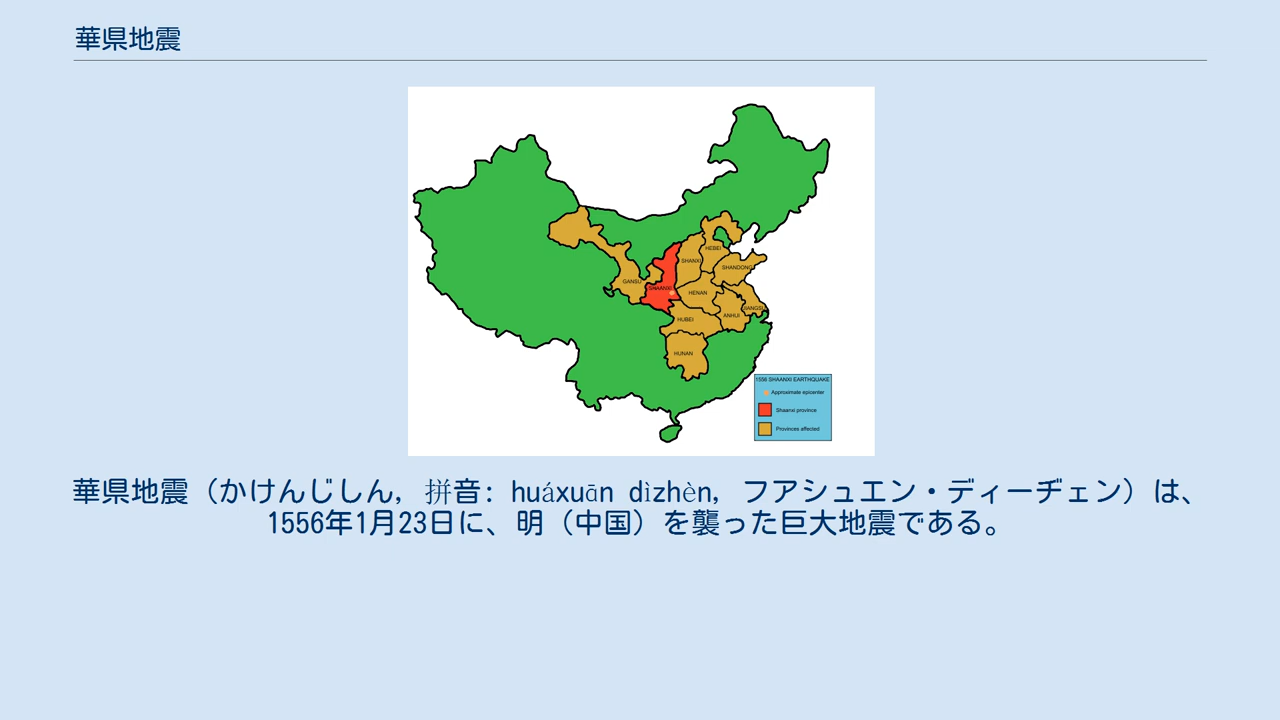 華県地震
HEBEI
SHANXI
SHANDONG
GANSU
SHAANXI
HENAN
JIANGSU
ANHUI
HUBEI
HUNAN
1556 SHAANXI EARTHQUAKE
Approximate epicenter
Shaanxi province
Provinces affected
華県地震（かけんじしん, 拼音: huáxuān dìzhèn, フアシュエン・ディーヂェン）は、
1556年1月23日に、明（中国）を襲った巨大地震である。